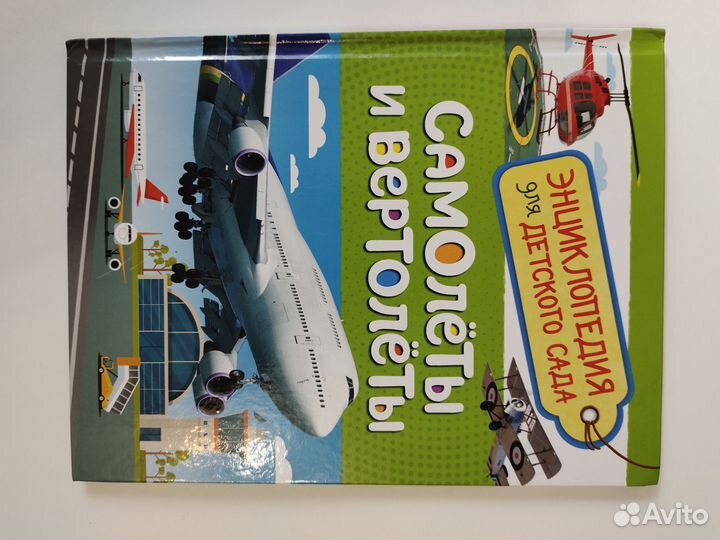 ЭНЦИКЛОПЕДИЯ
для ДЕТСКОГО САДА
САМОЛЁТЫ
И ВЕРТОЛЁТЫ
Avito